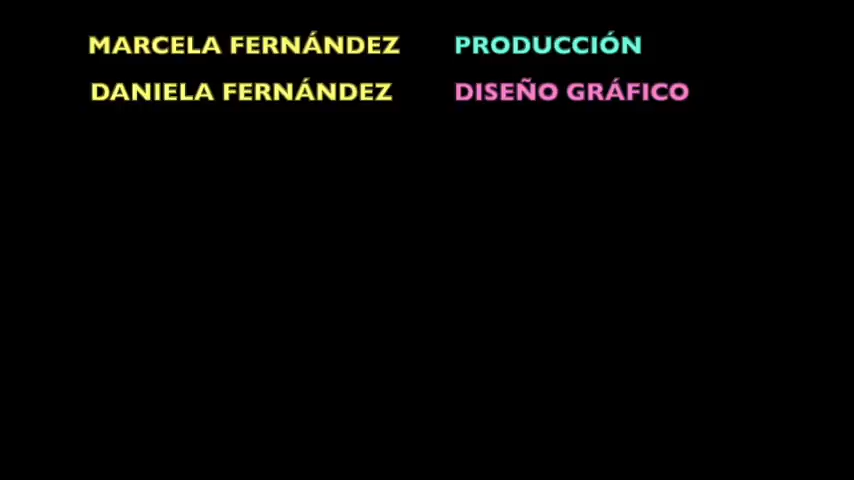 MARCELA FERNÁNDEZ PRODUCCIÓN
DANIELA FERNÁNDEZ DISEÑO GRÁFICO